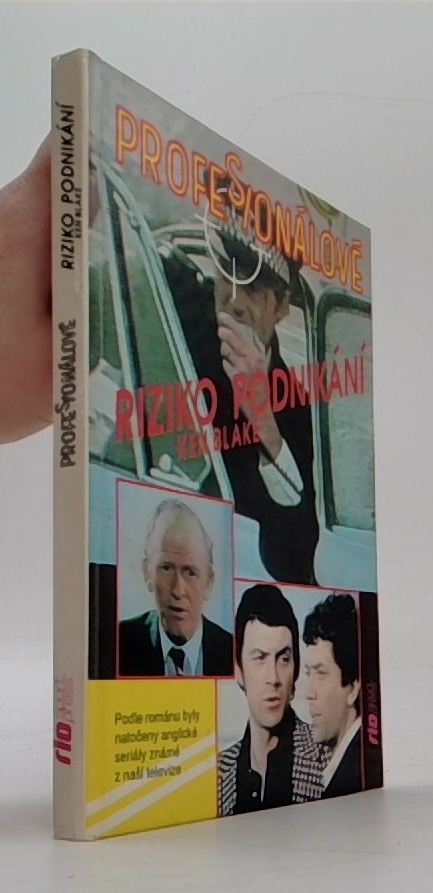 RIZIKO PODNIKÁNÍ
KEN BLAKE
PROFESIONÁLOVÉ
rio
PROFESIONÁLOVÉ
RIZIKO PODNIKÁNÍ
KEN BLAKE
Podle románu byly
natočeny anglické
seriály známé
z naší televize
rio